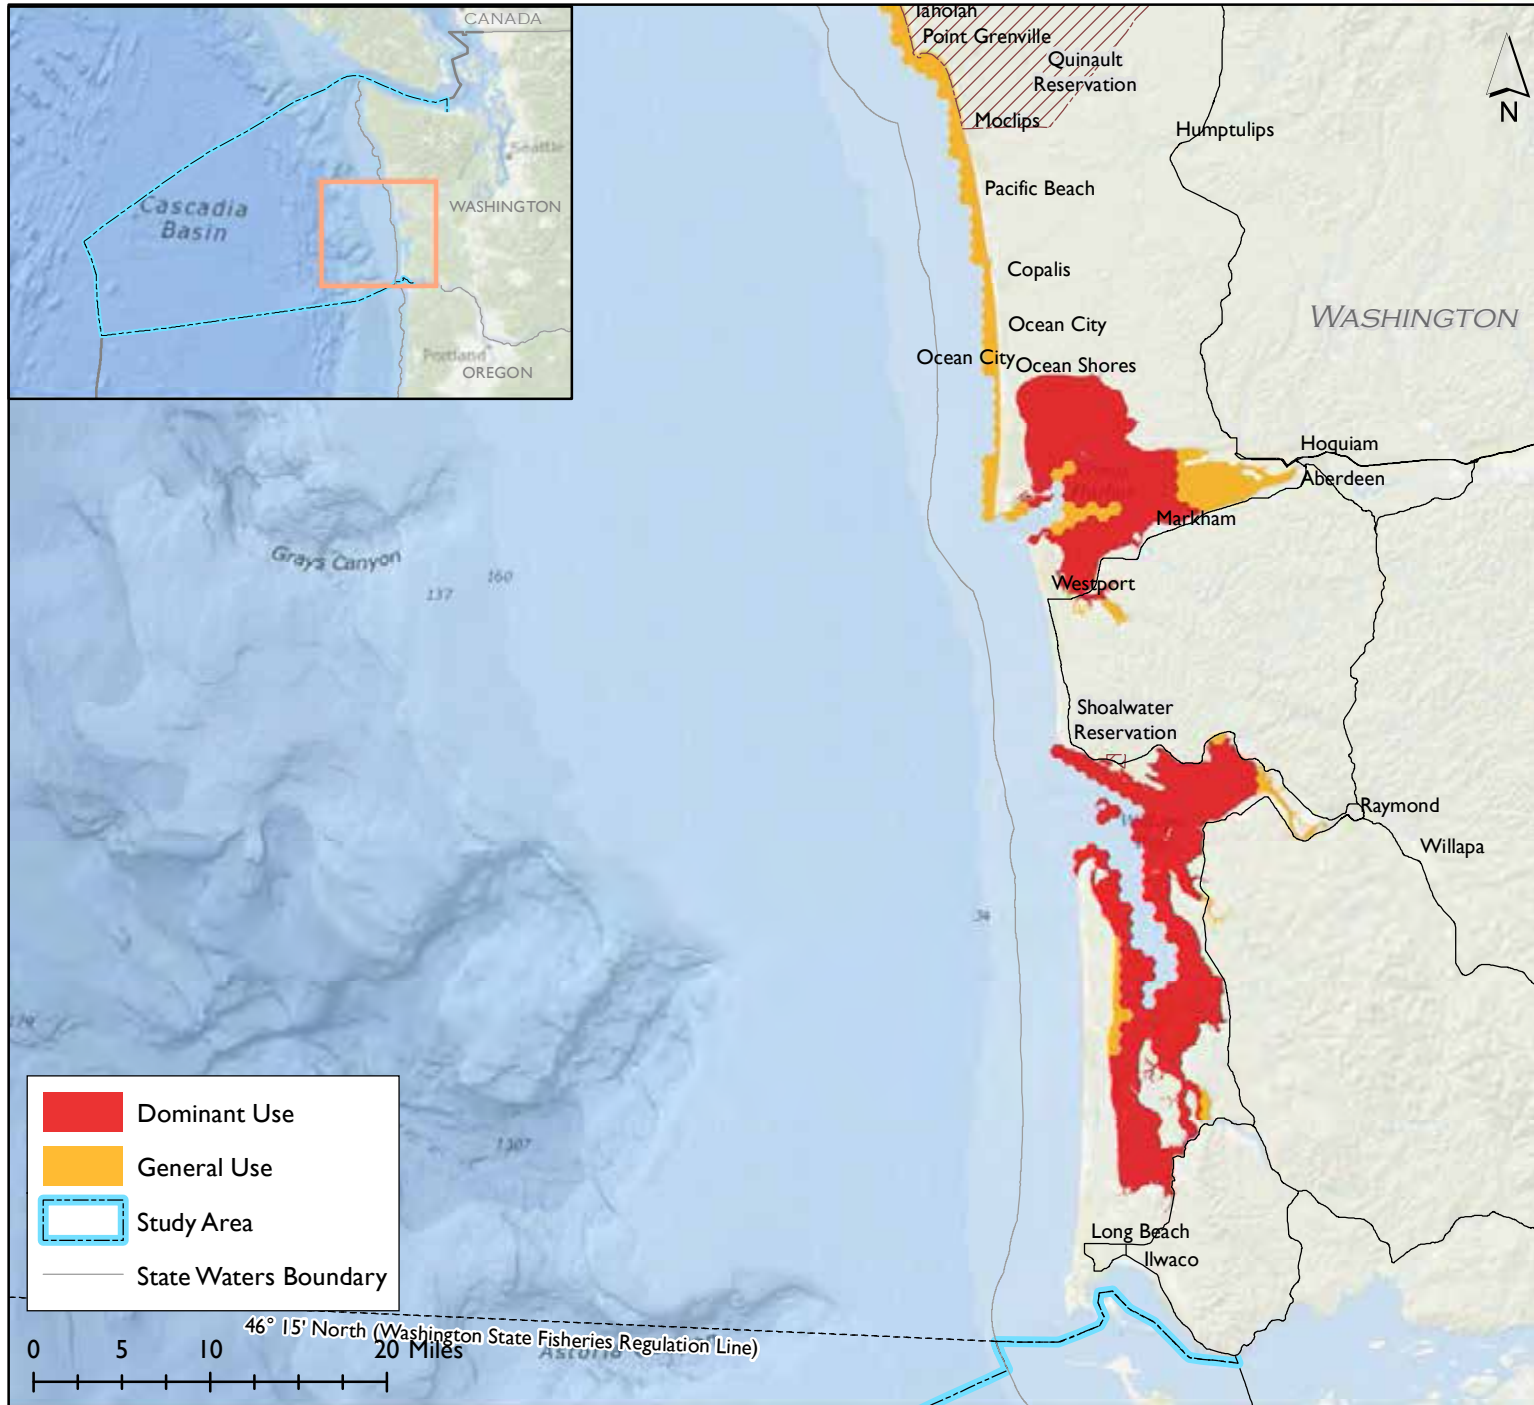 CANADA
Seattle
Cascadia
Basin
WASHINGTON
Portland
OREGON
Taholah
Point Grenville
Quinault
Reservation
N
Moclips
Humptulips
Pacific Beach
Copalis
WASHINGTON
Ocean City
Ocean City
Ocean Shores
Hoquiam
Aberdeen
Markham
Grays Canyon
160
137
Westport
Shoalwater
Reservation
Raymond
Willapa
34
1307
Dominant Use
General Use
Study Area
State Waters Boundary
Long Beach
Ilwaco
46° 15' North (Washington State Fisheries Regulation Line)
0 5 10 20 Miles
Astoria